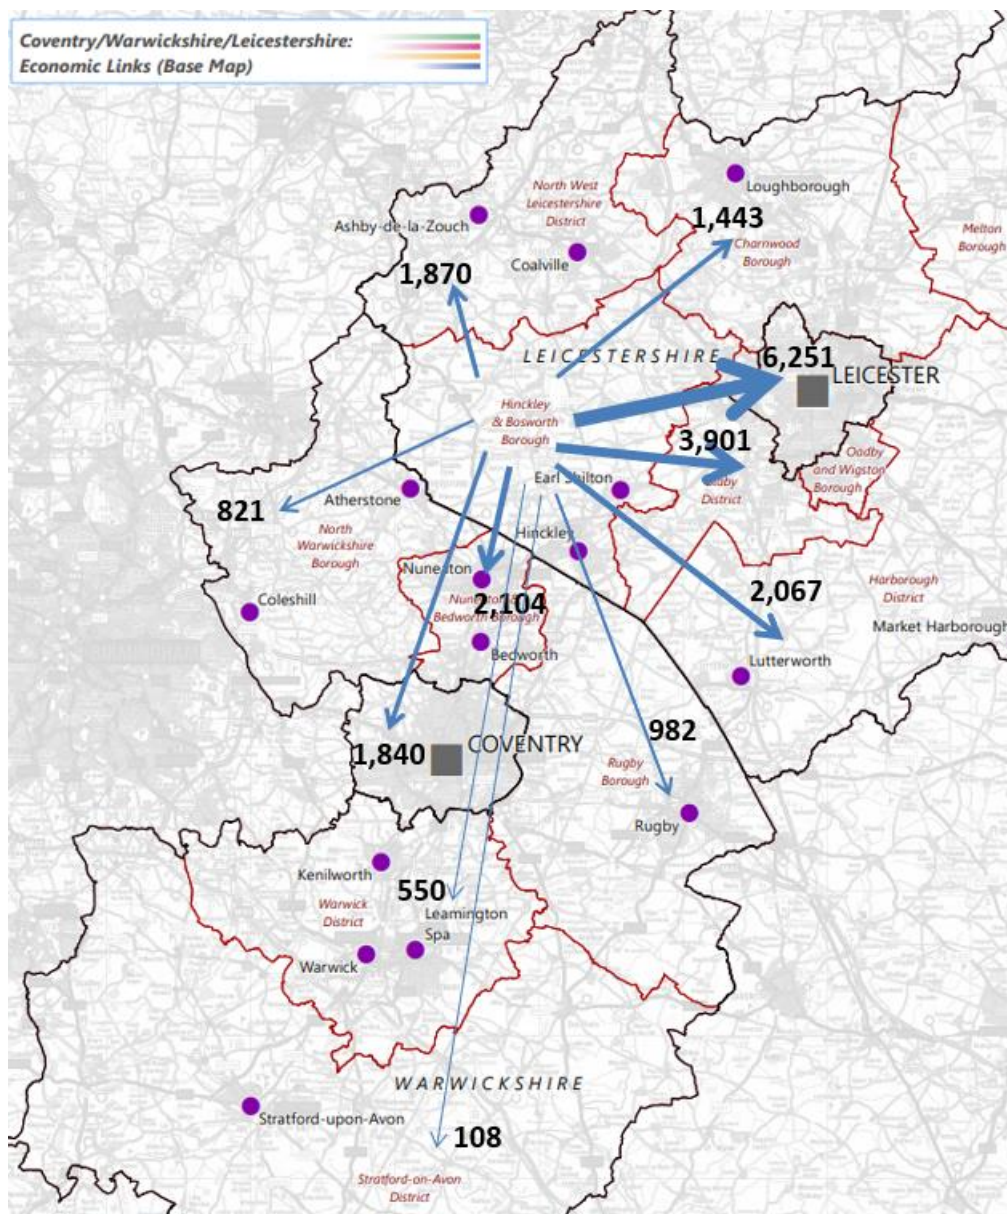 Coventry/Warwickshire/Leicestershire:
Economic Links (Base Map)
Loughborough
North West
Leicestershire
District
Ashby-de-la-Zouch
1,443
Melton
Borough
Charnwood
Borough
Coalville
1,870
LEICESTERSHIRE
6,251
LEICESTER
Hinckley
& Bosworth
Borough
3,901
Oadby
and Wigston
Borough
Earl Shilton
District
Atherstone
821
North
Warwickshire
Borough
Hinckley
Nuneaton
Harborough
District
2,067
Coleshill
2,104
Nuneaton &
Bedworth Borough
Market Harborough
Bedworth
Lutterworth
982
COVENTRY
1,840
Rugby
Borough
Rugby
Kenilworth
550
Warwick
District
Leamington
Spa
Warwick
WARWICKSHIRE
Stratford-upon-Avon
108
Stratford-on-Avon
District